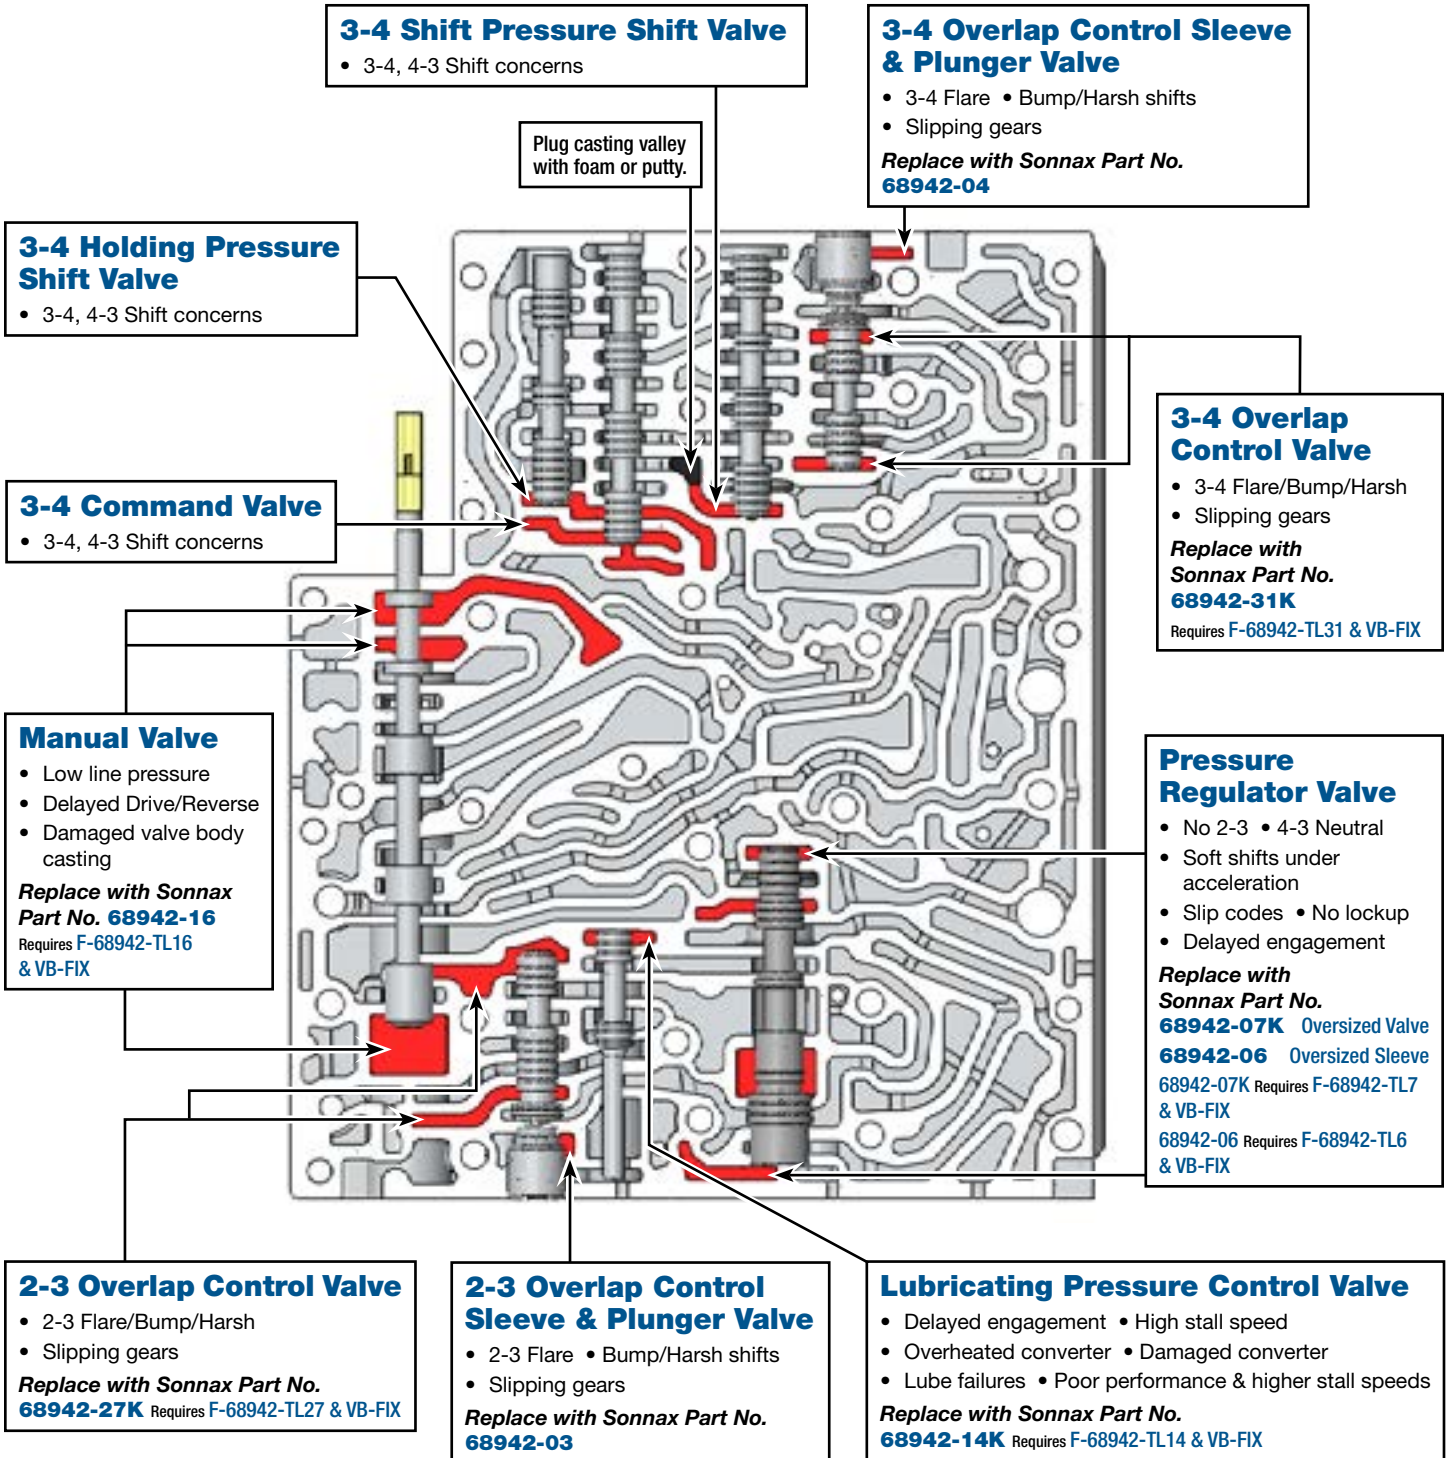 3-4 Shift Pressure Shift Valve
• 3-4, 4-3 Shift concerns
3-4 Overlap Control Sleeve
& Plunger Valve
• 3-4 Flare • Bump/Harsh shifts
• Slipping gears
Replace with Sonnax Part No.
68942-04
Plug casting valley
with foam or putty.
3-4 Holding Pressure
Shift Valve
• 3-4, 4-3 Shift concerns
3-4 Overlap
Control Valve
• 3-4 Flare/Bump/Harsh
• Slipping gears
Replace with
Sonnax Part No.
68942-31K
Requires F-68942-TL31 & VB-FIX
3-4 Command Valve
• 3-4, 4-3 Shift concerns
Manual Valve
• Low line pressure
• Delayed Drive/Reverse
• Damaged valve body
casting
Replace with Sonnax
Part No. 68942-16
Requires F-68942-TL16
& VB-FIX
Pressure
Regulator Valve
• No 2-3 • 4-3 Neutral
• Soft shifts under
acceleration
• Slip codes • No lockup
• Delayed engagement
Replace with
Sonnax Part No.
68942-07K Oversized Valve
68942-06 Oversized Sleeve
68942-07K Requires F-68942-TL7
& VB-FIX
68942-06 Requires F-68942-TL6
& VB-FIX
2-3 Overlap Control Valve
• 2-3 Flare/Bump/Harsh
• Slipping gears
Replace with Sonnax Part No.
68942-27K Requires F-68942-TL27 & VB-FIX
2-3 Overlap Control
Sleeve & Plunger Valve
• 2-3 Flare • Bump/Harsh shifts
• Slipping gears
Replace with Sonnax Part No.
68942-03
Lubricating Pressure Control Valve
• Delayed engagement • High stall speed
• Overheated converter • Damaged converter
• Lube failures • Poor performance & higher stall speeds
Replace with Sonnax Part No.
68942-14K Requires F-68942-TL14 & VB-FIX